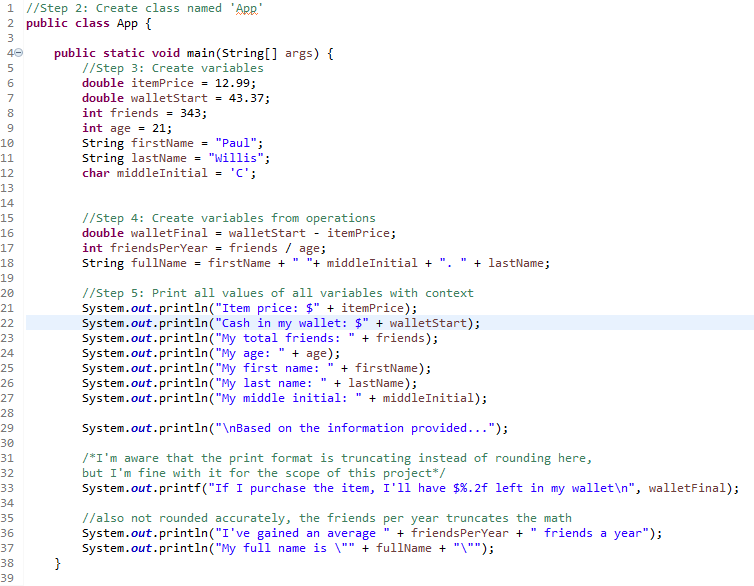 1 //Step 2: Create class named 'App'
2 public class App {
3
4 public static void main(String[] args) {
5 //Step 3: Create variables
6 double itemPrice = 12.99;
7 double walletStart = 43.37;
8 int friends = 343;
9 int age = 21;
10 String firstName = "Paul";
11 String lastName = "Willis";
12 char middleInitial = 'C';
13
14
15 //Step 4: Create variables from operations
16 double walletFinal = walletStart - itemPrice;
17 int friendsPerYear = friends / age;
18 String fullName = firstName + " "+ middleInitial + ". " + lastName;
19
20 //Step 5: Print all values of all variables with context
21 System.out.println("Item price: $" + itemPrice);
22 System.out.println("Cash in my wallet: $" + walletStart);
23 System.out.println("My total friends: " + friends);
24 System.out.println("My age: " + age);
25 System.out.println("My first name: " + firstName);
26 System.out.println("My last name: " + lastName);
27 System.out.println("My middle initial: " + middleInitial);
28
29 System.out.println("\nBased on the information provided...");
30
31 /*I'm aware that the print format is truncating instead of rounding here,
32 but I'm fine with it for the scope of this project*/
33 System.out.printf("If I purchase the item, I'll have $%.2f left in my wallet\n", walletFinal);
34
35 //also not rounded accurately, the friends per year truncates the math
36 System.out.println("I've gained an average " + friendsPerYear + " friends a year");
37 System.out.println("My full name is \"" + fullName + "\"");
38 }
39